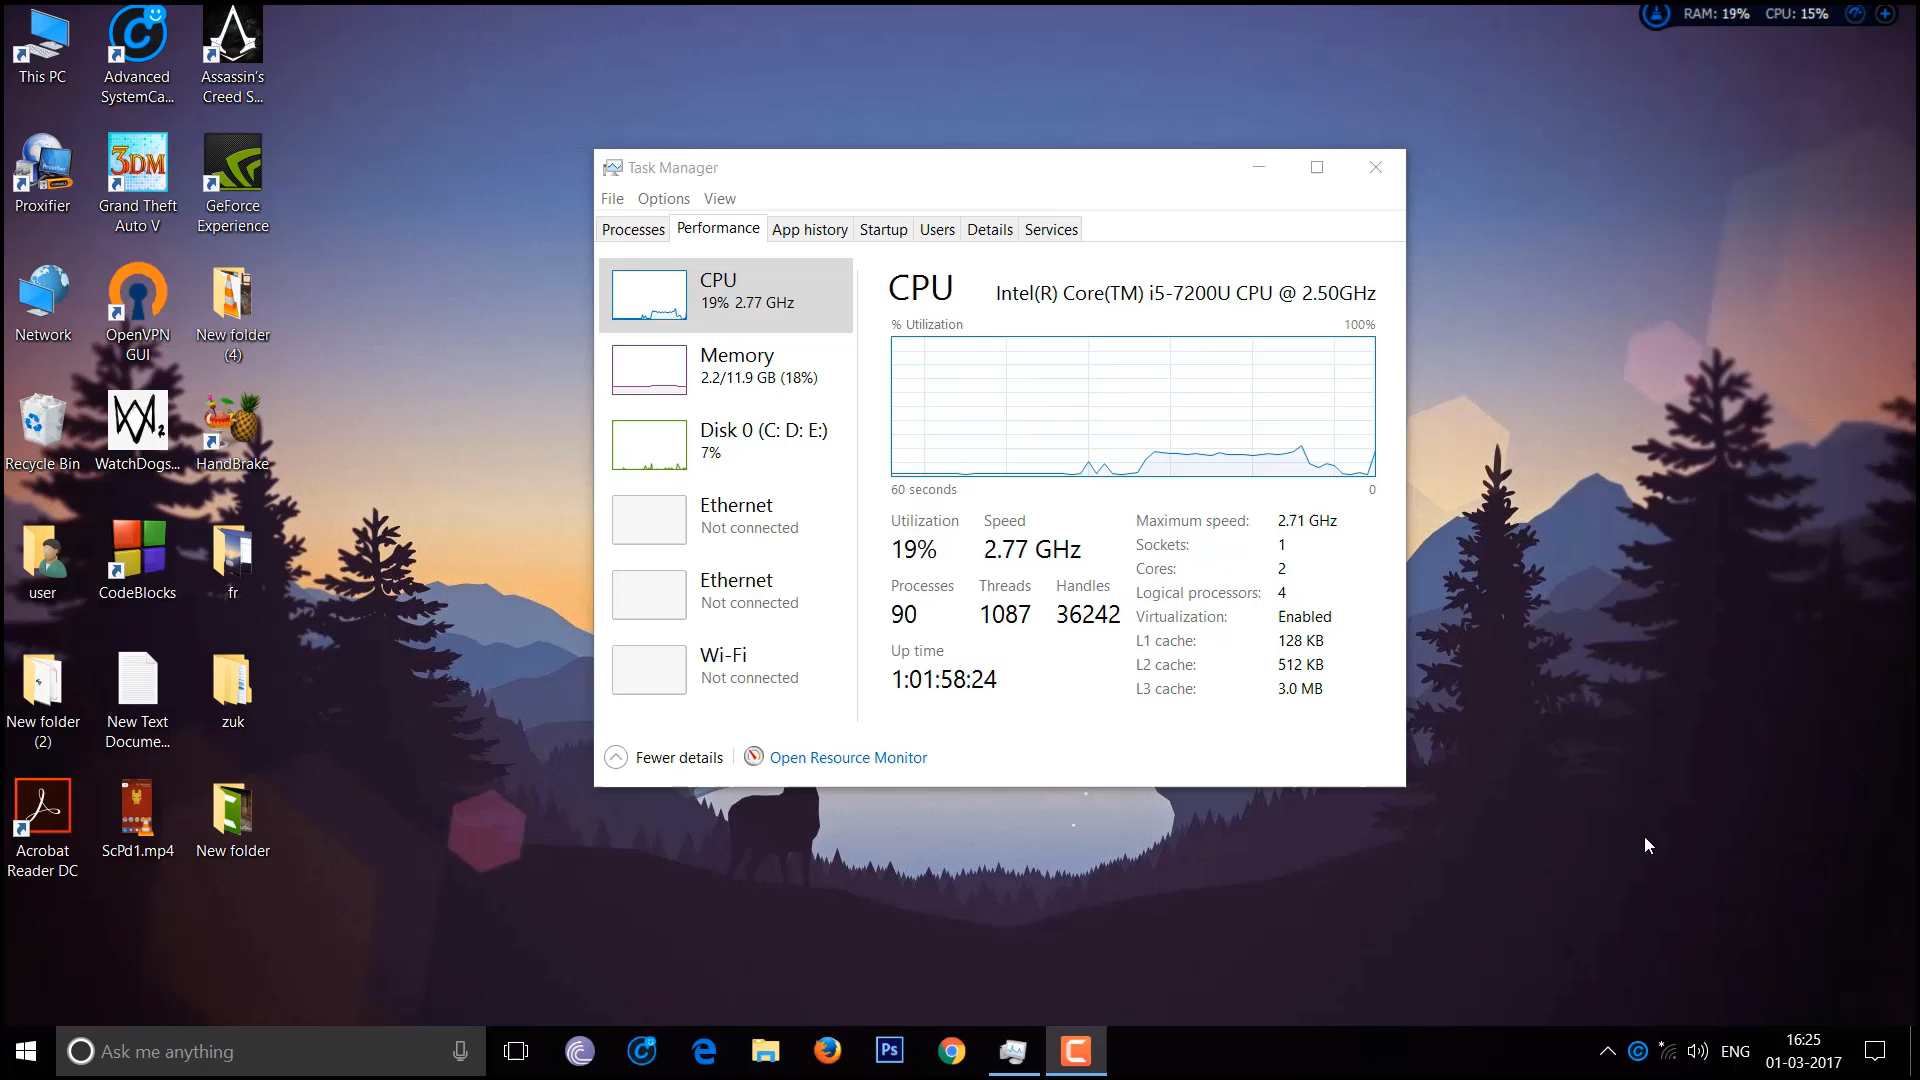 RAM: 19% CPU: 15%
This PC
Advanced
SystemCa...
Assassin's
Creed S...
Proxifier
3DM
Grand Theft
Auto V
GeForce
Experience
Network
OpenVPN
GUI
New folder
(4)
Recycle Bin
WatchDogs...
HandBrake
user
CodeBlocks
fr
New folder
(2)
New Text
Docume...
zuk
Acrobat
Reader DC
ScPd1.mp4
New folder
Task Manager
File Options View
Processes Performance App history Startup Users Details Services
CPU
19% 2.77 GHz
Memory
2.2/11.9 GB (18%)
Disk 0 (C: D: E:)
7%
Ethernet
Not connected
Ethernet
Not connected
Wi-Fi
Not connected
CPU Intel(R) Core(TM) i5-7200U CPU @ 2.50GHz
% Utilization 100%
60 seconds 0
Utilization Speed
19% 2.77 GHz
Processes Threads Handles
90 1087 36242
Up time
1:01:58:24
Maximum speed: 2.71 GHz
Sockets: 1
Cores: 2
Logical processors: 4
Virtualization: Enabled
L1 cache: 128 KB
L2 cache: 512 KB
L3 cache: 3.0 MB
Fewer details Open Resource Monitor
Ask me anything
Ps
ENG
16:25
01-03-2017